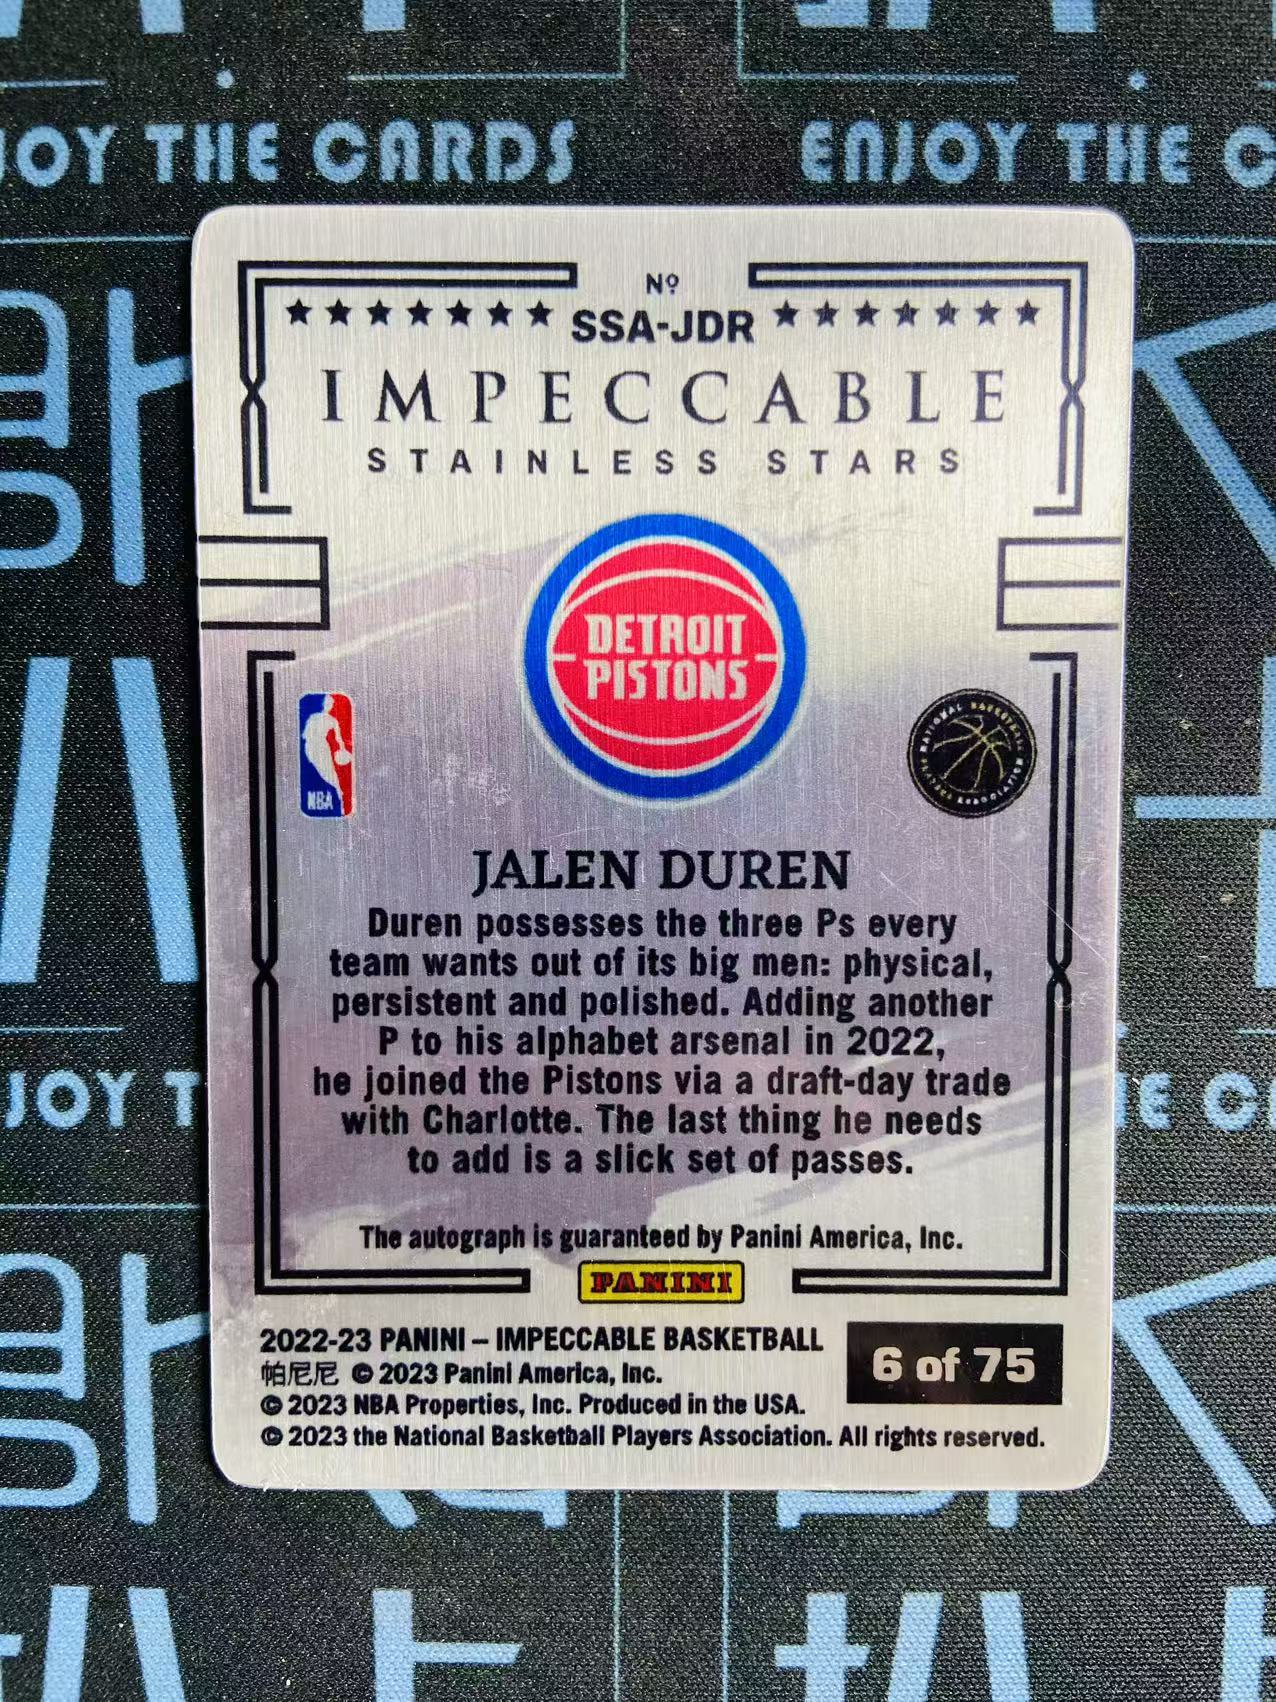 JOY THE CARDS
ENJOY THE C
Nº
SSA-JDR
IMPECCABLE
STAINLESS STARS
DETROIT
PISTONS
NBA
JALEN DUREN
Duren possesses the three Ps every
team wants out of its big men: physical,
persistent and polished. Adding another
P to his alphabet arsenal in 2022,
he joined the Pistons via a draft-day trade
with Charlotte. The last thing he needs
to add is a slick set of passes.
The autograph is guaranteed by Panini America, Inc.
PANINI
2022-23 PANINI – IMPECCABLE BASKETBALL
6 of 75
帕尼尼 © 2023 Panini America, Inc.
© 2023 NBA Properties, Inc. Produced in the USA.
© 2023 the National Basketball Players Association. All rights reserved.